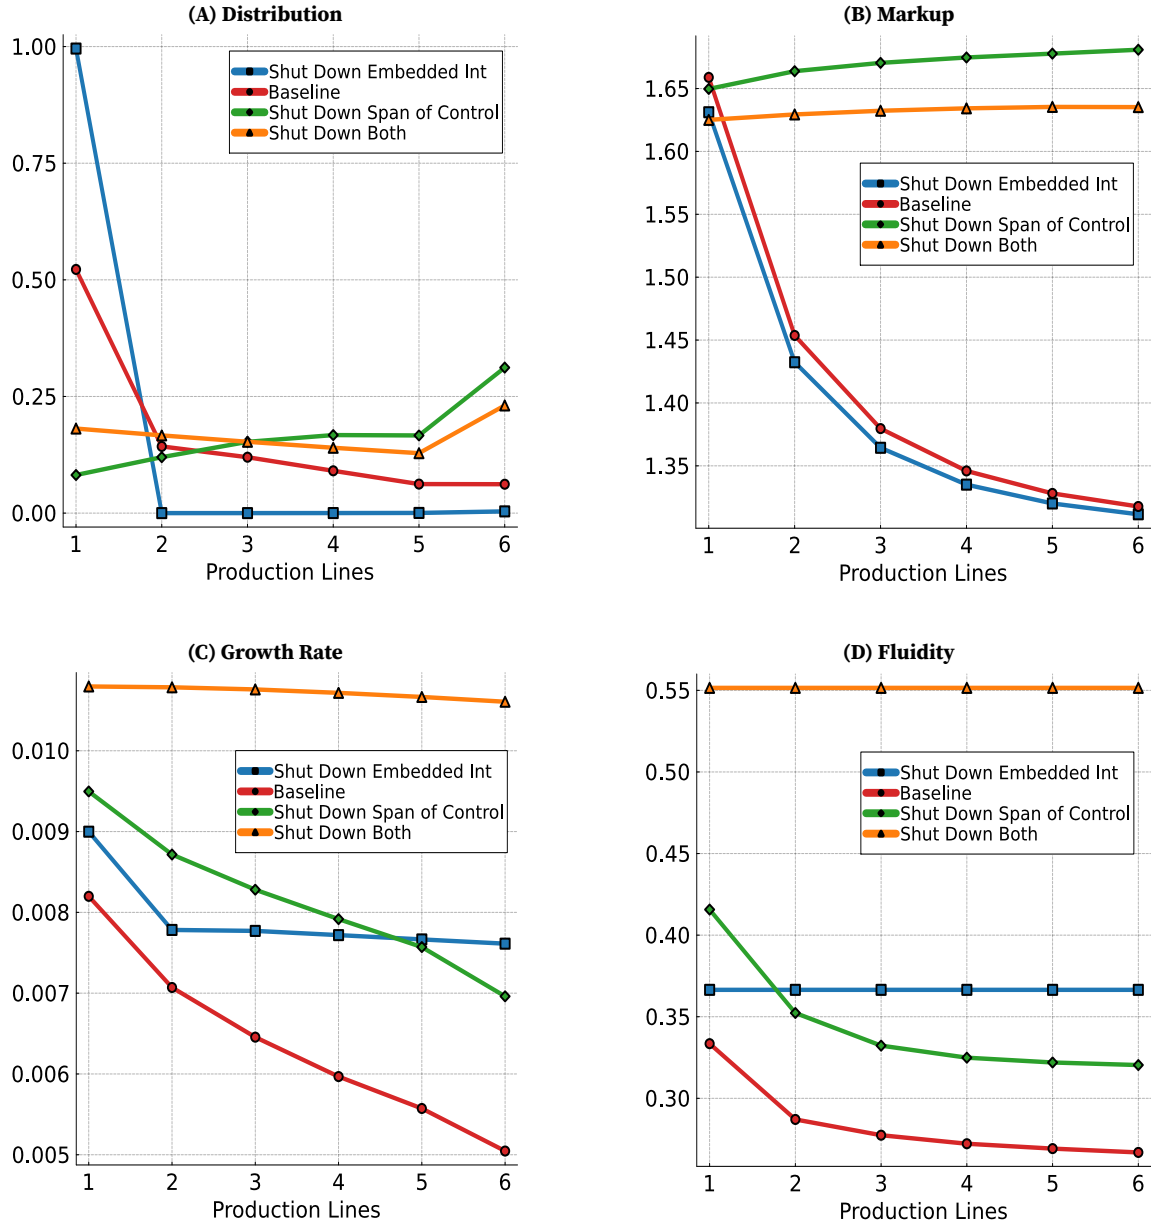 (A) Distribution
1.00
0.75
0.50
0.25
0.00
Shut Down Embedded Int
Baseline
Shut Down Span of Control
Shut Down Both
1 2 3 4 5 6
Production Lines
(B) Markup
1.65
1.60
1.55
1.50
1.45
1.40
1.35
Shut Down Embedded Int
Baseline
Shut Down Span of Control
Shut Down Both
1 2 3 4 5 6
Production Lines
(C) Growth Rate
0.010
0.009
0.008
0.007
0.006
0.005
Shut Down Embedded Int
Baseline
Shut Down Span of Control
Shut Down Both
1 2 3 4 5 6
Production Lines
(D) Fluidity
0.55
0.50
0.45
0.40
0.35
0.30
Shut Down Embedded Int
Baseline
Shut Down Span of Control
Shut Down Both
1 2 3 4 5 6
Production Lines